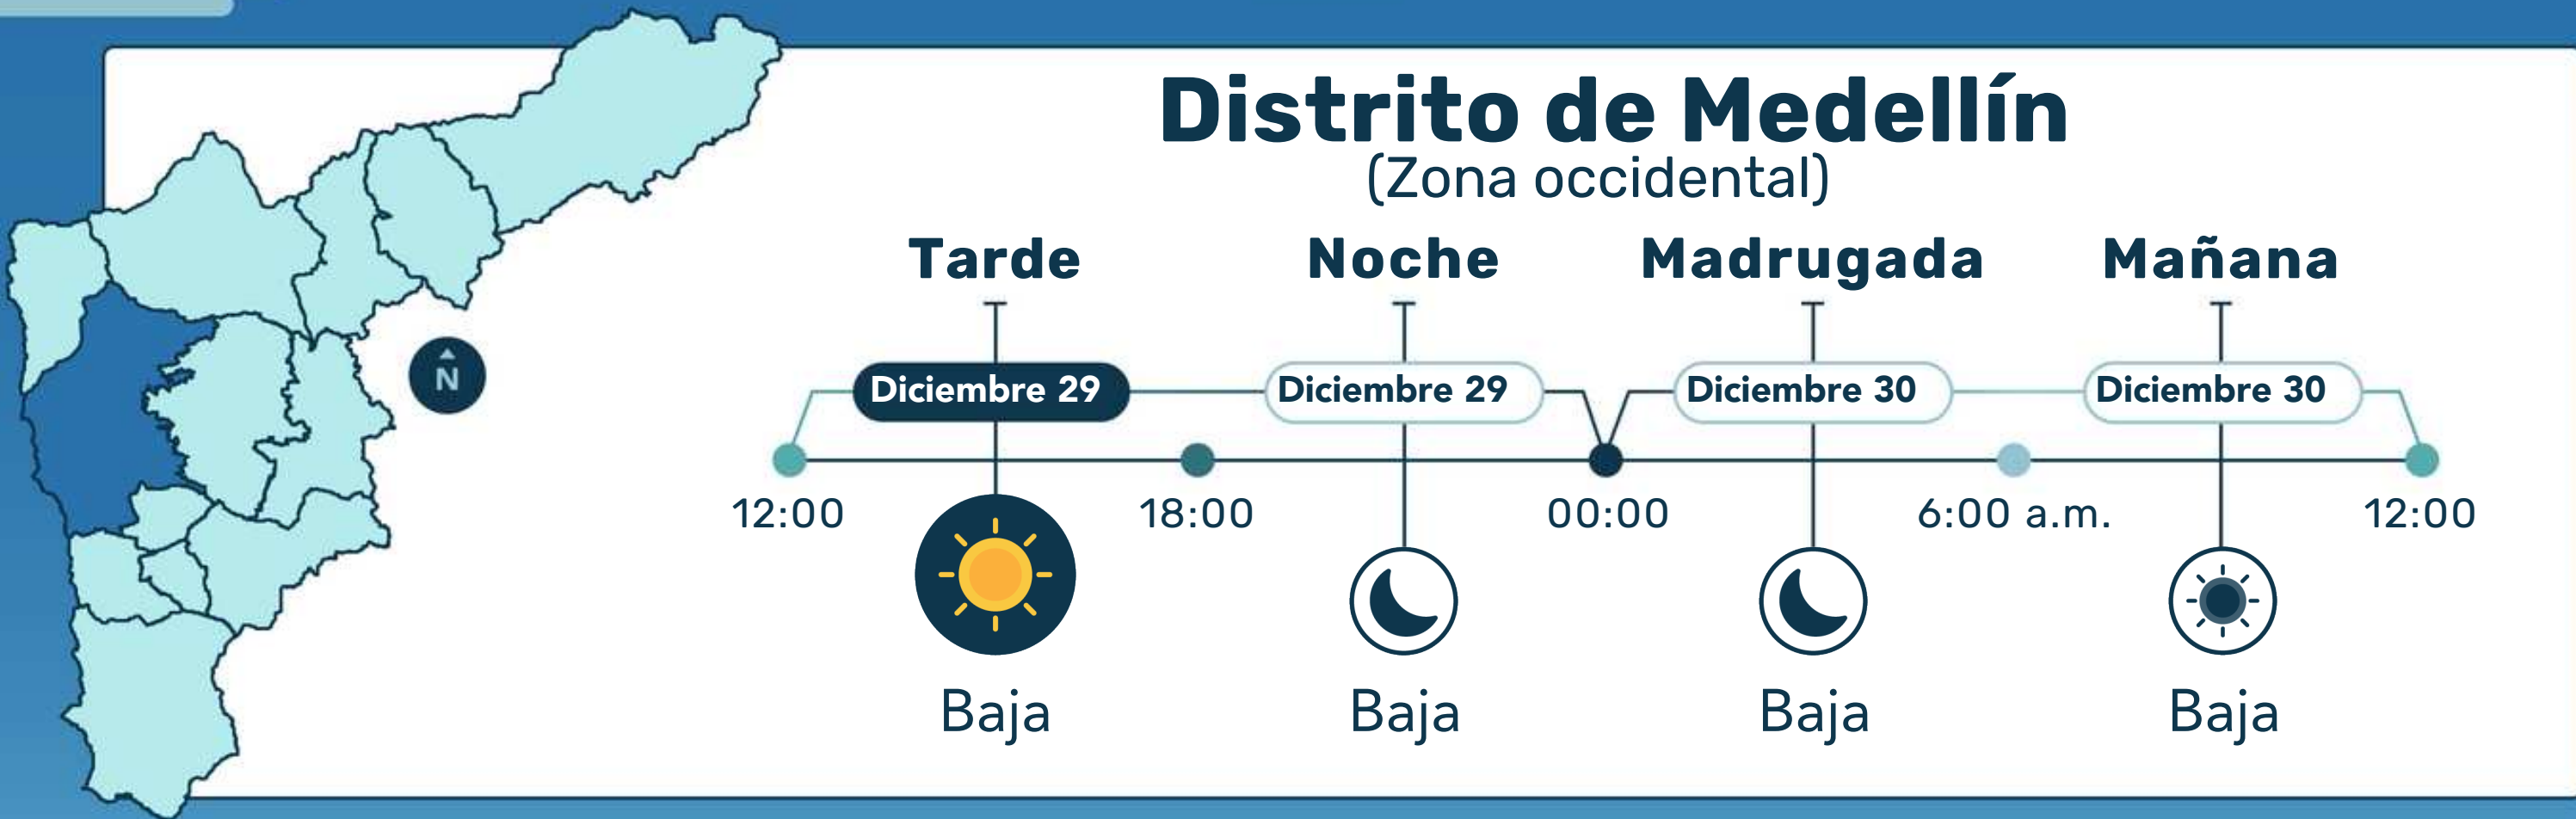 Distrito de Medellín
(Zona occidental)
Tarde Noche Madrugada Mañana
N
Diciembre 29 Diciembre 29 Diciembre 30 Diciembre 30
12:00 18:00 00:00 6:00 a.m. 12:00
Baja Baja Baja Baja